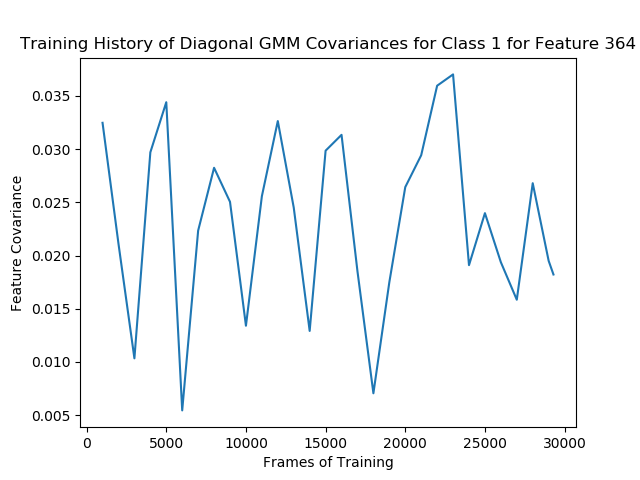 Training History of Diagonal GMM Covariances for Class 1 for Feature 364
0.035
0.030
0.025
0.020
0.015
0.010
0.005
Feature Covariance
0 5000 10000 15000 20000 25000 30000
Frames of Training